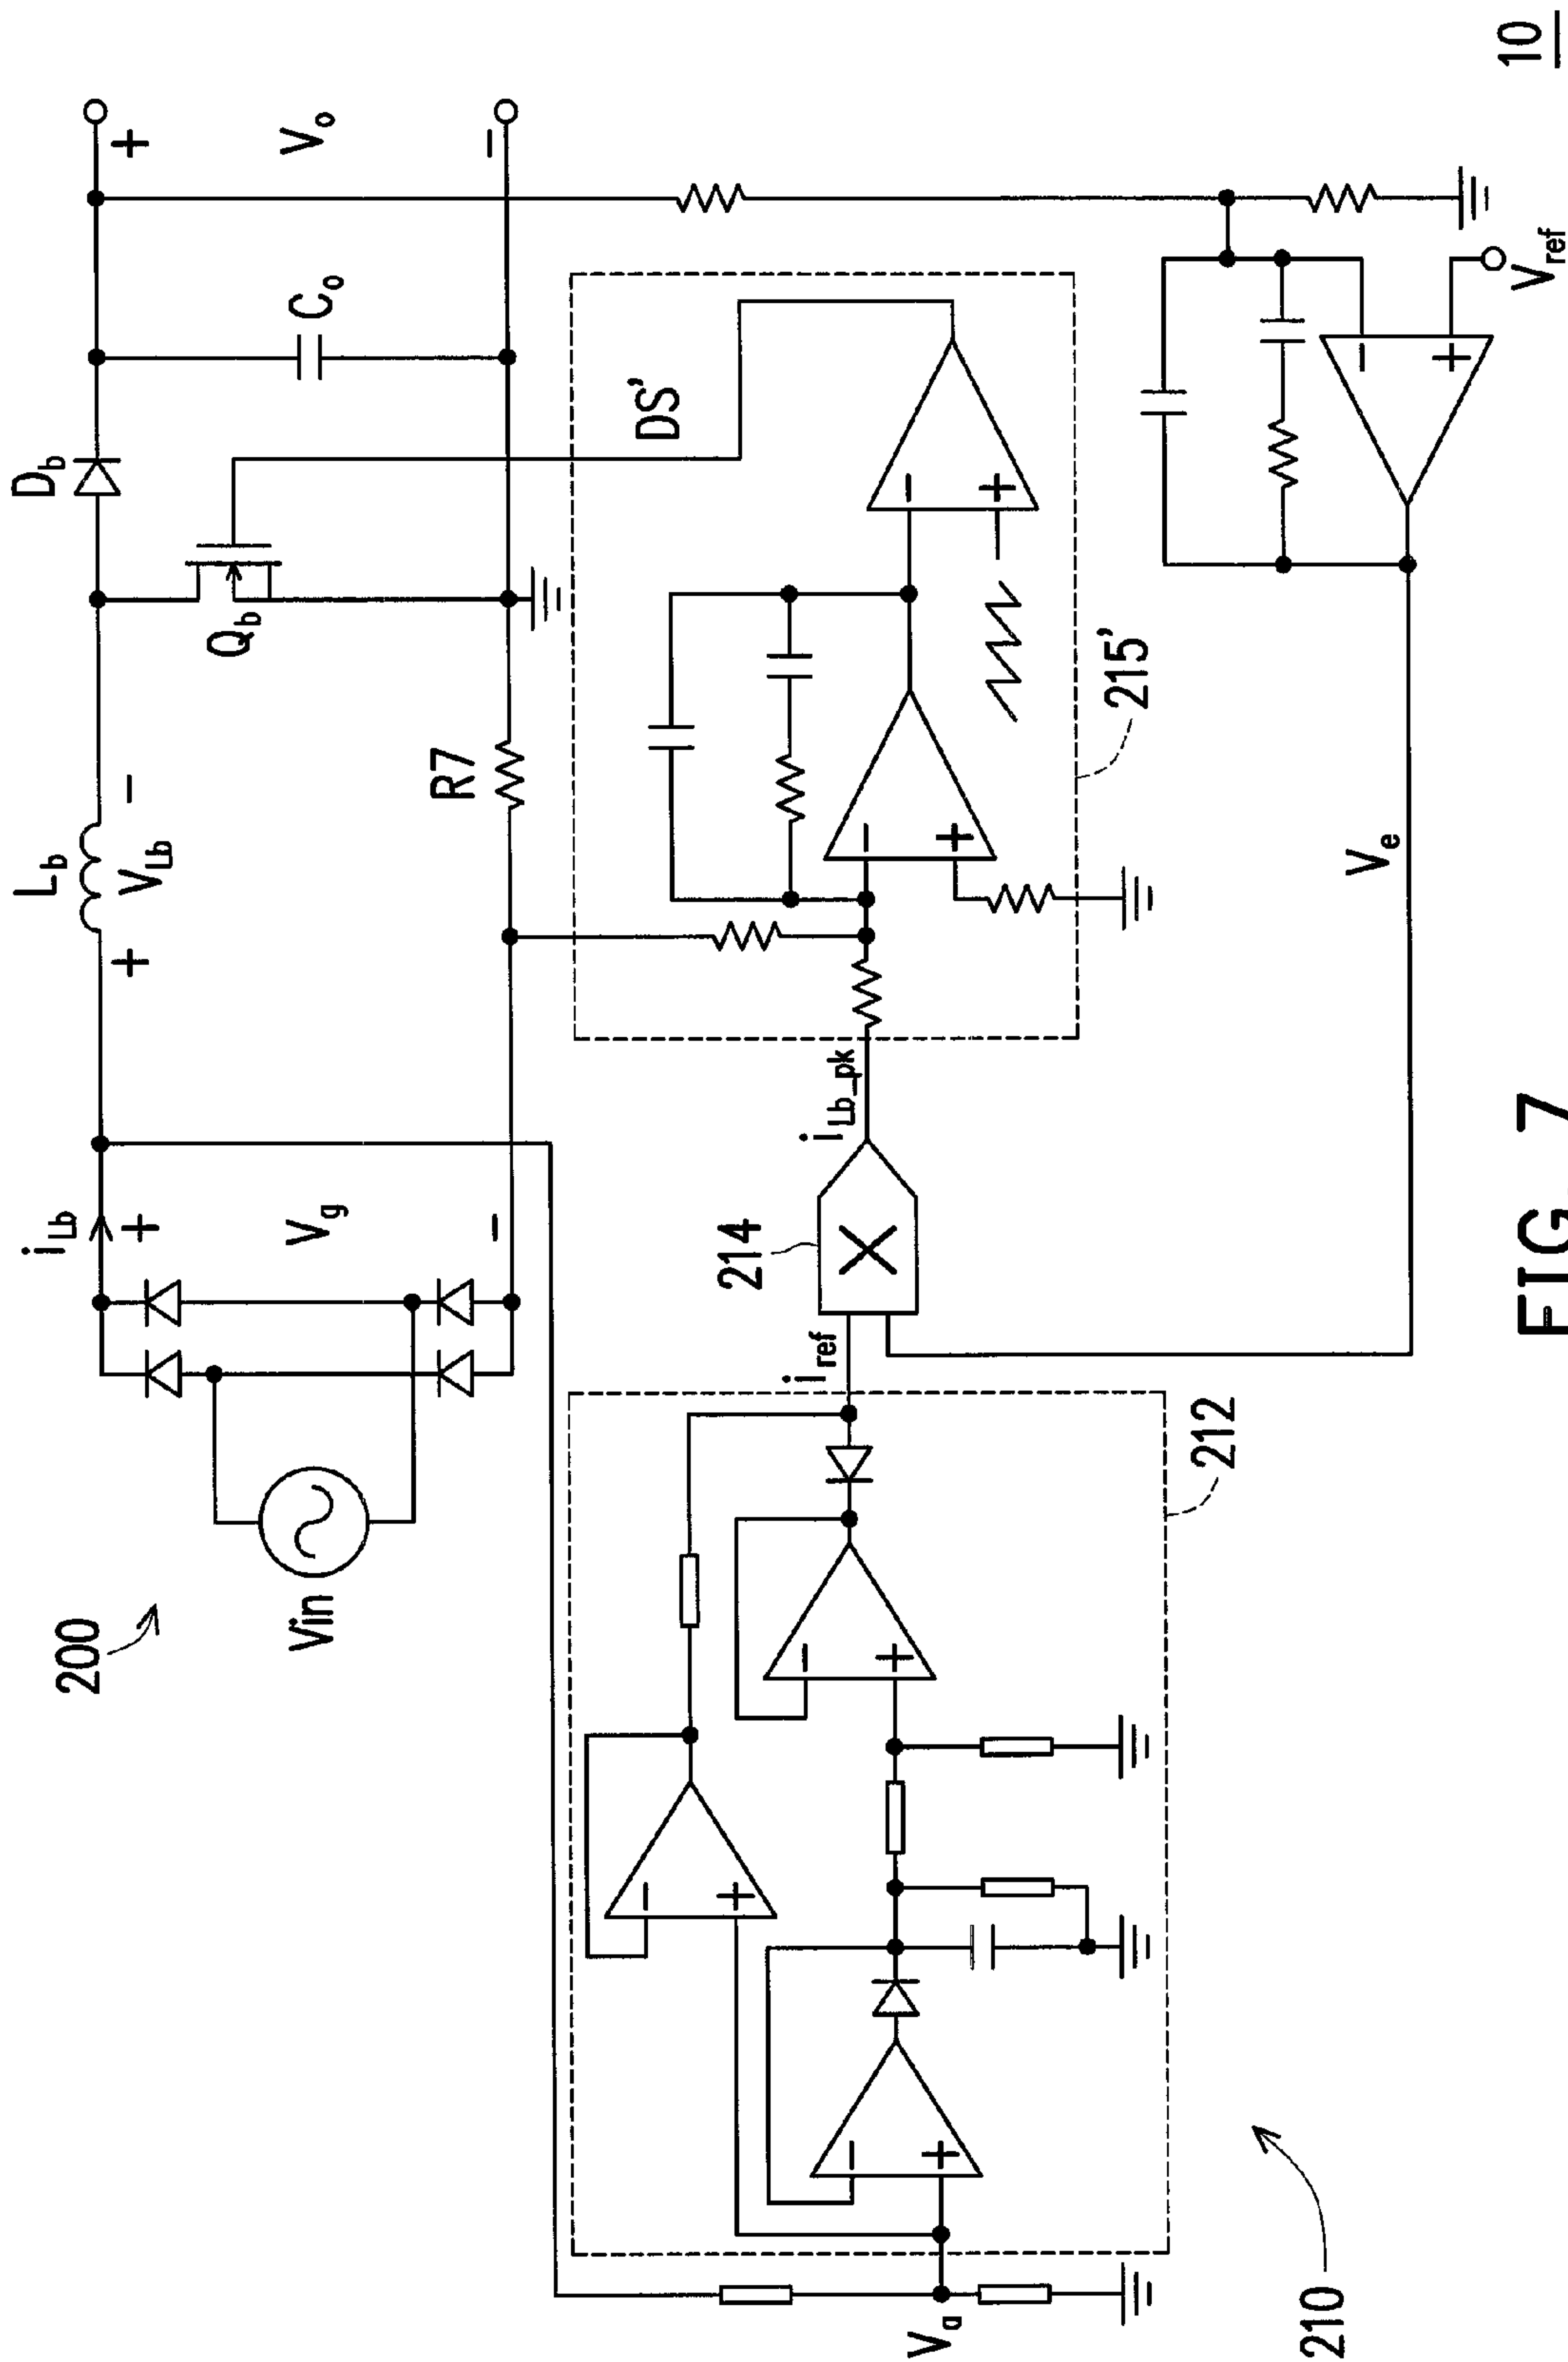 200
Vin
iLb
+
Vg
−
+
Lb
VLb
−
Db
Qb
R7
Co
+
Vo
−
DS'
−
+
−
+
215'
iLb_pk
214
X
iref
−
+
−
+
−
+
212
Va
210
Ve
−
+
Vref
10
FIG. 7